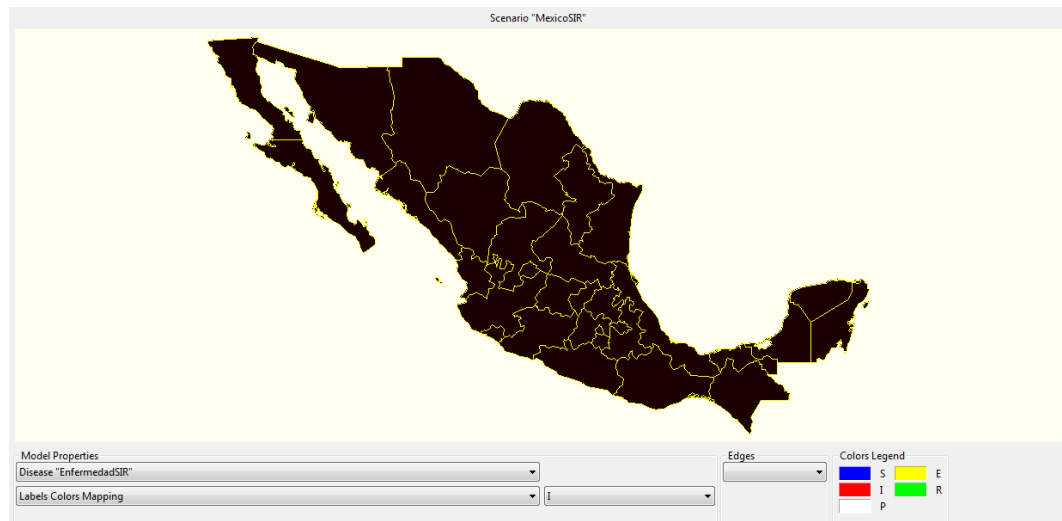 Scenario "MexicoSIR"
Model Properties
Edges
Colors Legend
Disease "EnfermedadSIR"
S E
Labels Colors Mapping
I
I R
P